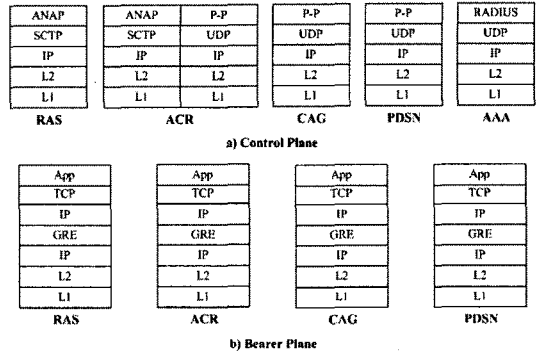 ANAP ANAP P-P P-P P-P RADIUS
SCTP SCTP UDP UDP UDP UDP
IP IP IP IP IP IP
L2 L2 L2 L2 L2 L2
L1 L1 L1 L1 L1 L1
RAS ACR CAG PDSN AAA
a) Control Plane
App App App App
TCP TCP TCP TCP
IP IP IP IP
GRE GRE GRE GRE
IP IP IP IP
L2 L2 L2 L2
L1 L1 L1 L1
RAS ACR CAG PDSN
b) Bearer Plane